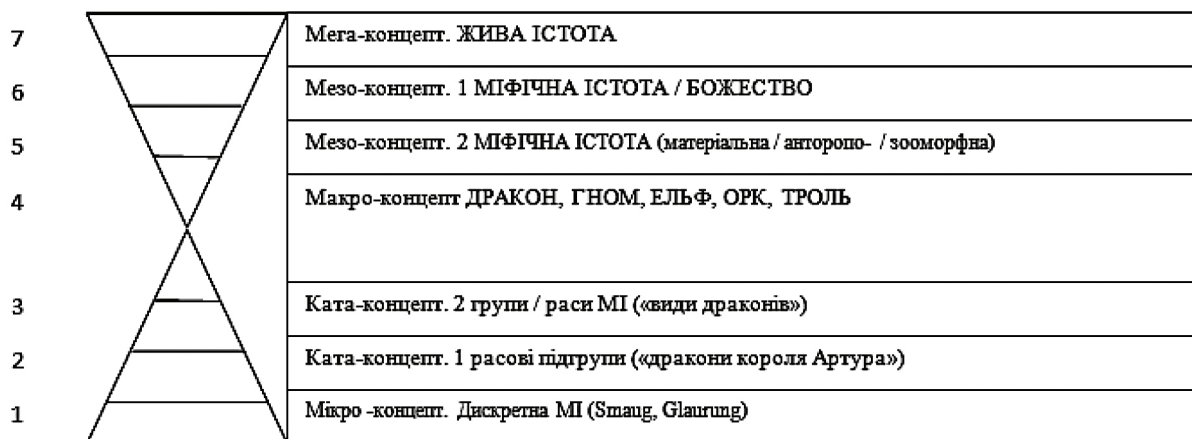 7 Мега-концепт. ЖИВА ІСТОТА
6 Мезо-концепт. 1 МІФІЧНА ІСТОТА / БОЖЕСТВО
5 Мезо-концепт. 2 МІФІЧНА ІСТОТА (матеріальна / анторопо- / зооморфна)
4 Макро-концепт ДРАКОН, ГНОМ, ЕЛЬФ, ОРК, ТРОЛЬ
3 Ката-концепт. 2 групи / раси МІ («види драконів»)
2 Ката-концепт. 1 расові підгрупи («дракони короля Артура»)
1 Мікро -концепт. Дискретна МІ (Smaug, Glaurung)